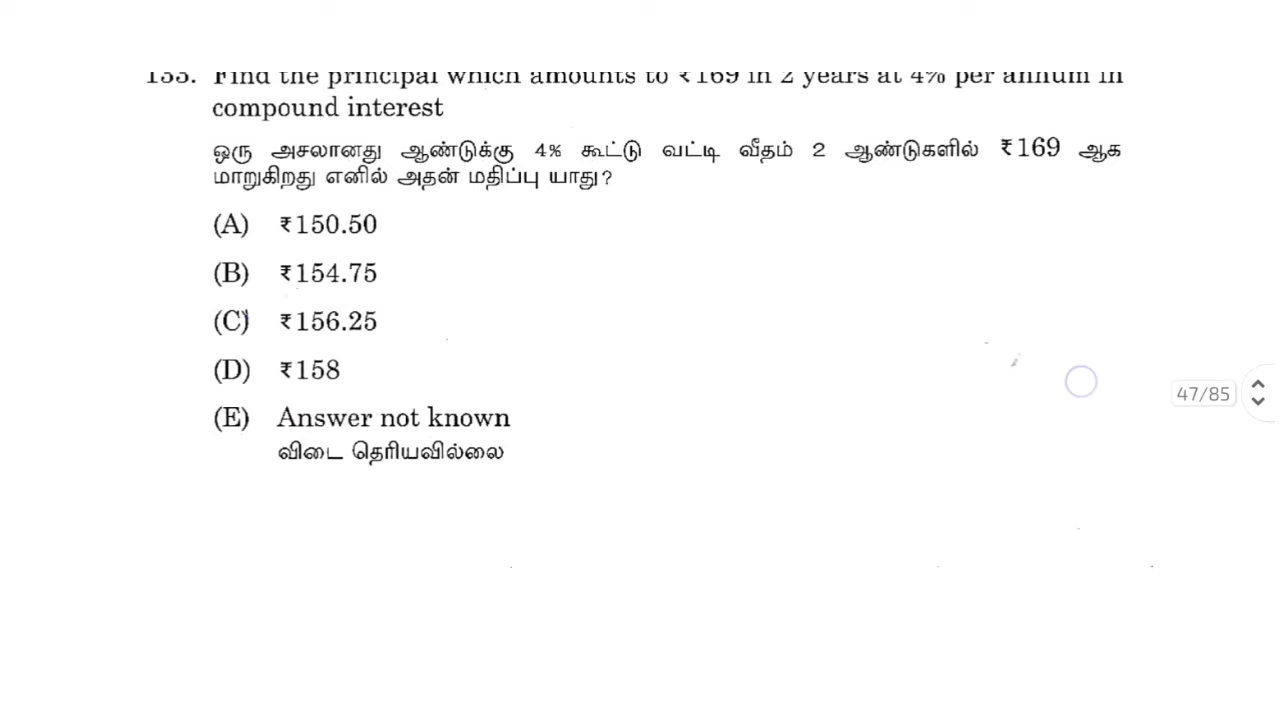 133. Find the principal which amounts to ₹169 in 2 years at 4% per annum in
compound interest
ஒரு அசலானது ஆண்டுக்கு 4% கூட்டு வட்டி வீதம் 2 ஆண்டுகளில் ₹169 ஆக
மாறுகிறது எனில் அதன் மதிப்பு யாது?
(A) ₹150.50
(B) ₹154.75
(C) ₹156.25
(D) ₹158
(E) Answer not known
விடை தெரியவில்லை
47/85